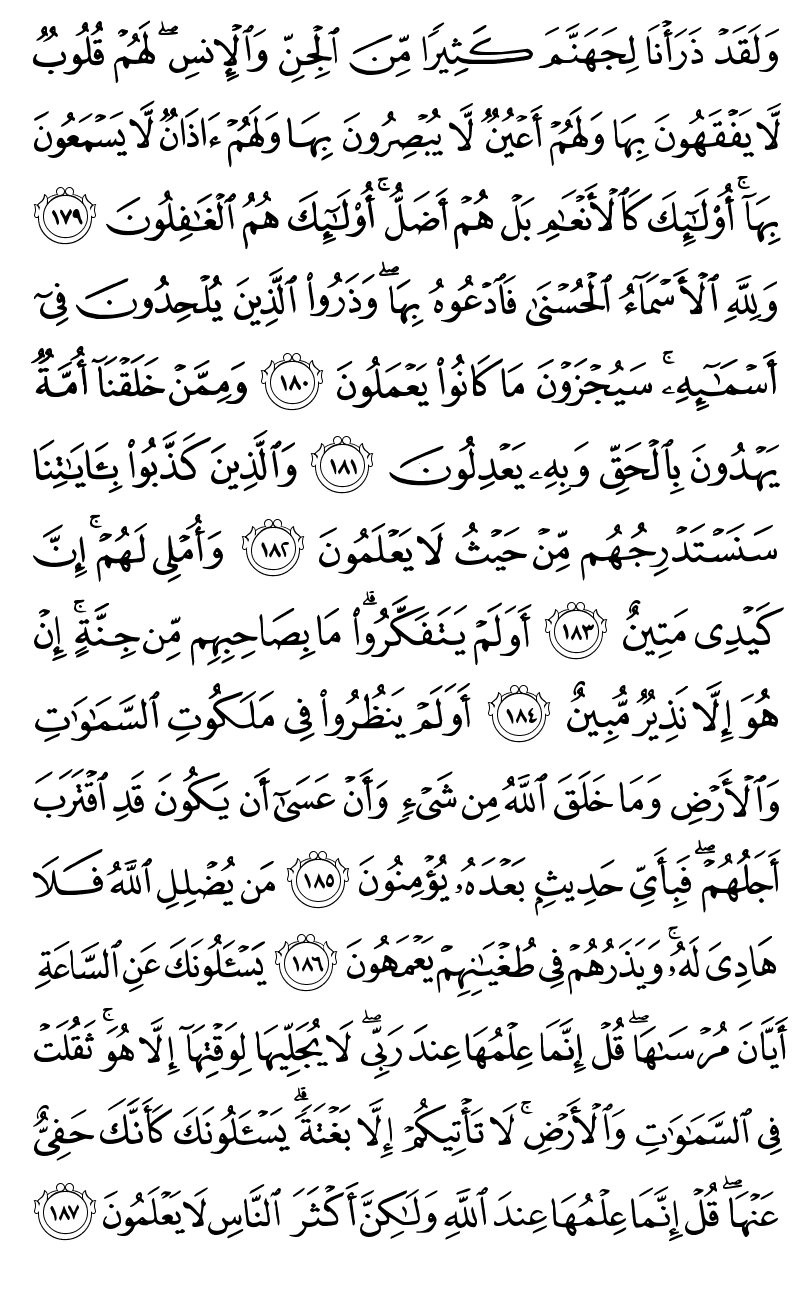 وَلَقَدۡ ذَرَأۡنَا لِجَهَنَّمَ كَثِيرٗا مِّنَ ٱلۡجِنِّ وَٱلۡإِنسِۖ لَهُمۡ قُلُوبٞ
لَّا يَفۡقَهُونَ بِهَا وَلَهُمۡ أَعۡيُنٞ لَّا يُبۡصِرُونَ بِهَا وَلَهُمۡ ءَاذَانٞ لَّا يَسۡمَعُونَ
بِهَآۚ أُوْلَٰٓئِكَ كَٱلۡأَنۡعَٰمِ بَلۡ هُمۡ أَضَلُّۚ أُوْلَٰٓئِكَ هُمُ ٱلۡغَٰفِلُونَ ١٧٩
وَلِلَّهِ ٱلۡأَسۡمَآءُ ٱلۡحُسۡنَىٰ فَٱدۡعُوهُ بِهَاۖ وَذَرُواْ ٱلَّذِينَ يُلۡحِدُونَ فِيٓ
أَسۡمَٰٓئِهِۦۚ سَيُجۡزَوۡنَ مَا كَانُواْ يَعۡمَلُونَ ١٨٠ وَمِمَّنۡ خَلَقۡنَآ أُمَّةٞ
يَهۡدُونَ بِٱلۡحَقِّ وَبِهِۦ يَعۡدِلُونَ ١٨١ وَٱلَّذِينَ كَذَّبُواْ بِـَٔايَٰتِنَا
سَنَسۡتَدۡرِجُهُم مِّنۡ حَيۡثُ لَا يَعۡلَمُونَ ١٨٢ وَأُمۡلِي لَهُمۡۚ إِنَّ
كَيۡدِي مَتِينٌ ١٨٣ أَوَلَمۡ يَتَفَكَّرُواْۗ مَا بِصَاحِبِهِم مِّن جِنَّةٍۚ إِنۡ
هُوَ إِلَّا نَذِيرٞ مُّبِينٌ ١٨٤ أَوَلَمۡ يَنظُرُواْ فِي مَلَكُوتِ ٱلسَّمَٰوَٰتِ
وَٱلۡأَرۡضِ وَمَا خَلَقَ ٱللَّهُ مِن شَيۡءٖ وَأَنۡ عَسَىٰٓ أَن يَكُونَ قَدِ ٱقۡتَرَبَ
أَجَلُهُمۡۖ فَبِأَيِّ حَدِيثِۭ بَعۡدَهُۥ يُؤۡمِنُونَ ١٨٥ مَن يُضۡلِلِ ٱللَّهُ فَلَا
هَادِيَ لَهُۥۚ وَيَذَرُهُمۡ فِي طُغۡيَٰنِهِمۡ يَعۡمَهُونَ ١٨٦ يَسۡـَٔلُونَكَ عَنِ ٱلسَّاعَةِ
أَيَّانَ مُرۡسَىٰهَاۖ قُلۡ إِنَّمَا عِلۡمُهَا عِندَ رَبِّيۖ لَا يُجَلِّيهَا لِوَقۡتِهَآ إِلَّا هُوَۚ ثَقُلَتۡ
فِي ٱلسَّمَٰوَٰتِ وَٱلۡأَرۡضِۚ لَا تَأۡتِيكُمۡ إِلَّا بَغۡتَةٗۗ يَسۡـَٔلُونَكَ كَأَنَّكَ حَفِيٌّ
عَنۡهَاۖ قُلۡ إِنَّمَا عِلۡمُهَا عِندَ ٱللَّهِ وَلَٰكِنَّ أَكۡثَرَ ٱلنَّاسِ لَا يَعۡلَمُونَ ١٨٧